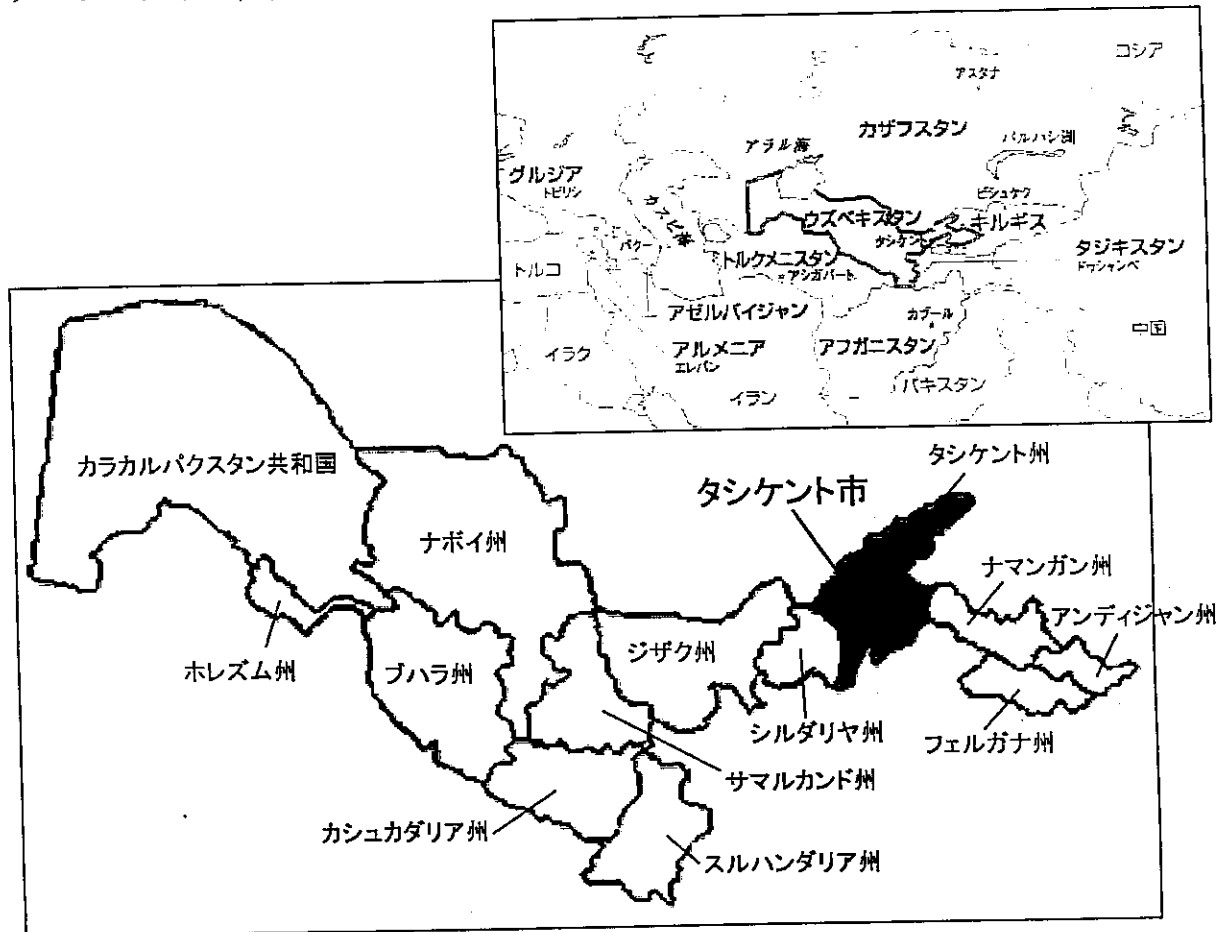 コシア
アスタナ
カザフスタン
アラル海
バルハシ湖
グルジア
トビリシ
ビシュケク
カスピ海
ウズベキスタン
キルギス
タシケント
バクー
トルクメニスタン
タジキスタン
ドゥシャンベ
トルコ
アシガバート
アゼルバイジャン
カブール
中国
イラク
アルメニア
エレバン
アフガニスタン
パキスタン
イラン
タシケント州
カラカルパクスタン共和国
タシケント市
ナボイ州
ナマンガン州
アンディジャン州
ホレズム州
ブハラ州
ジザク州
シルダリヤ州
フェルガナ州
サマルカンド州
カシュカダリア州
スルハンダリア州